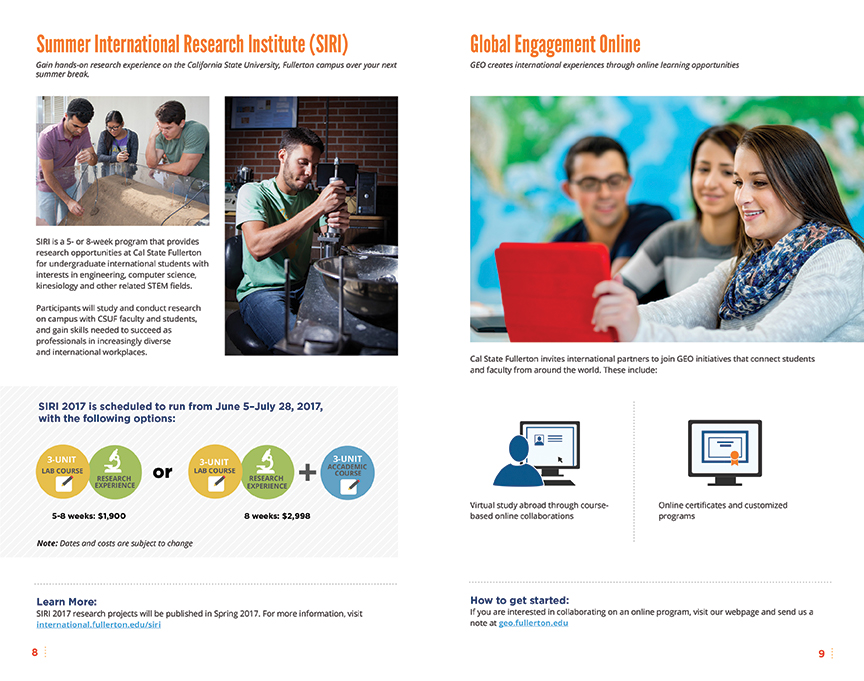 Summer International Research Institute (SIRI)
Gain hands-on research experience on the California State University, Fullerton campus over your next
summer break.
SIRI is a 5- or 8-week program that provides
research opportunities at Cal State Fullerton
for undergraduate international students with
interests in engineering, computer science,
kinesiology and other related STEM fields.
Participants will study and conduct research
on campus with CSUF faculty and students,
and gain skills needed to succeed as
professionals in increasingly diverse
and international workplaces.
SIRI 2017 is scheduled to run from June 5–July 28, 2017,
with the following options:
3-UNIT
LAB COURSE
RESEARCH
EXPERIENCE
or
3-UNIT
LAB COURSE
RESEARCH
EXPERIENCE
+
3-UNIT
ACCADEMIC
COURSE
5-8 weeks: $1,900
8 weeks: $2,998
Note: Dates and costs are subject to change
Learn More:
SIRI 2017 research projects will be published in Spring 2017. For more information, visit
international.fullerton.edu/siri
8
Global Engagement Online
GEO creates international experiences through online learning opportunities
Cal State Fullerton invites international partners to join GEO initiatives that connect students
and faculty from around the world. These include:
Virtual study abroad through course-
based online collaborations
Online certificates and customized
programs
How to get started:
If you are interested in collaborating on an online program, visit our webpage and send us a
note at geo.fullerton.edu
9